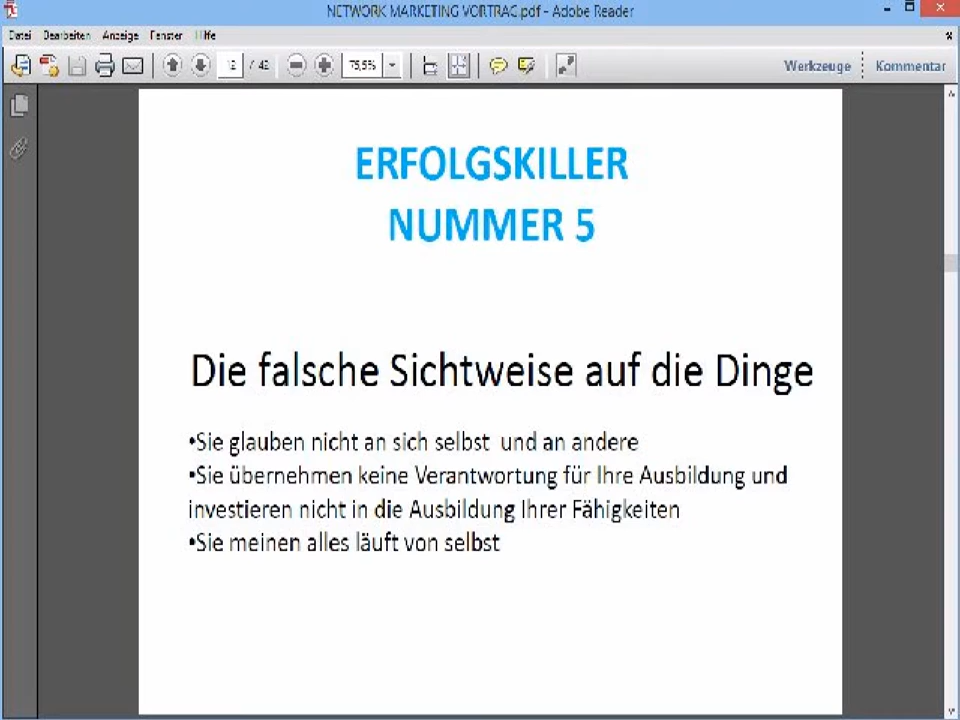 NETWORK MARKETING VORTRAG.pdf - Adobe Reader
Datei Bearbeiten Anzeige Fenster Hilfe
12 / 42 75,5% Werkzeuge Kommentar
ERFOLGSKILLER
NUMMER 5
Die falsche Sichtweise auf die Dinge
•Sie glauben nicht an sich selbst und an andere
•Sie übernehmen keine Verantwortung für Ihre Ausbildung und
investieren nicht in die Ausbildung Ihrer Fähigkeiten
•Sie meinen alles läuft von selbst